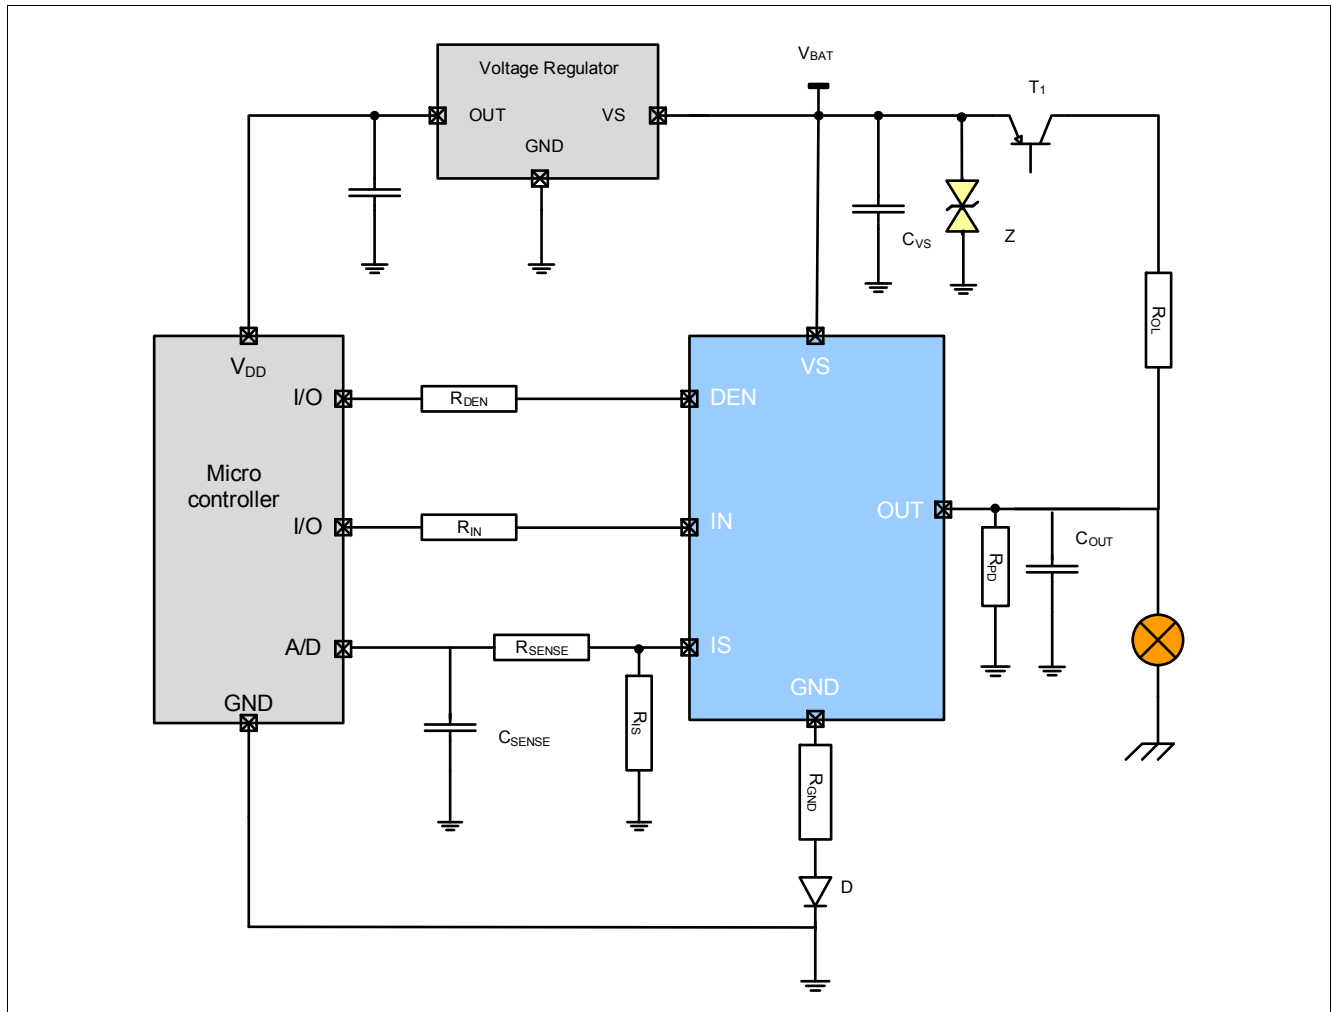 Voltage Regulator
OUT
VS
GND
VBAT
T1
CVS
Z
ROL
VDD
I/O
RDEN
DEN
VS
Micro
controller
I/O
RIN
IN
OUT
RPD
COUT
A/D
RSENSE
IS
GND
CSENSE
RIS
GND
RGND
D